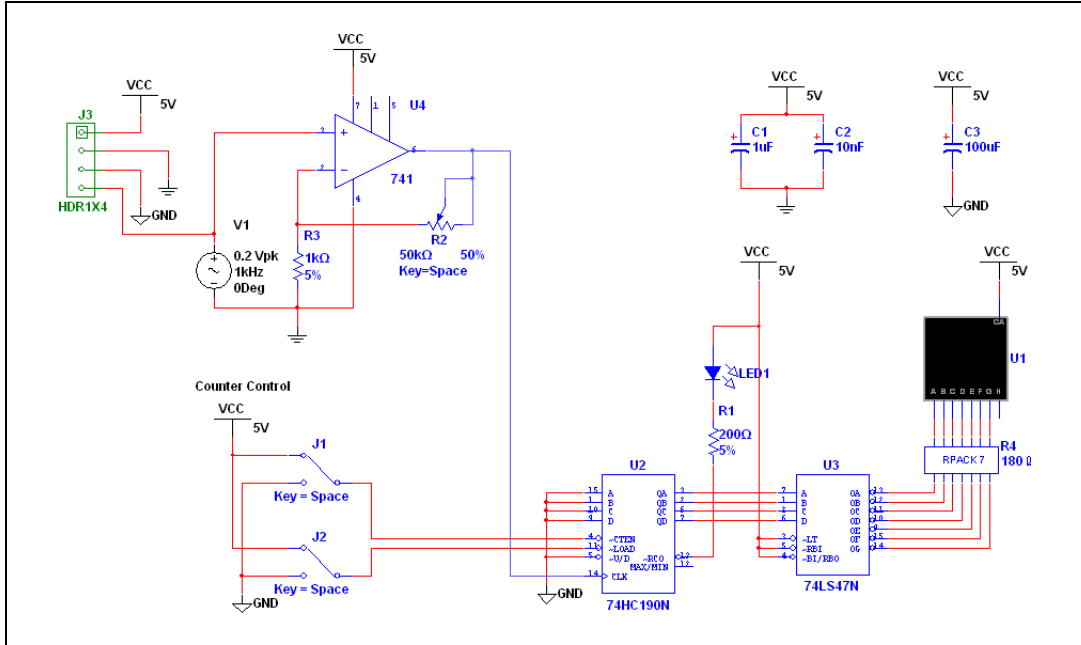 VCC
5V
VCC
5V
J3
HDR1X4
GND
U4
7
1
5
3
2
6
4
741
V1
0.2 Vpk
1kHz
0Deg
R3
1kΩ
5%
R2
50kΩ 50%
Key=Space
VCC
5V
C1
1uF
C2
10nF
VCC
5V
C3
100uF
GND
VCC
5V
LED1
R1
200Ω
5%
VCC
5V
CA
U1
A B C D E F G H
R4
RPACK7
180 Ω
Counter Control
VCC
5V
J1
Key = Space
J2
Key = Space
GND
U2
15 A QA 3
1 B QB 2
10 C QC 6
9 D QD 7
4 ~CTEN
11 ~LOAD
5 ~U/D ~RCO 13
MAX/MIN 12
14 CLK
74HC190N
GND
U3
7 A OA 13
1 B OB 12
2 C OC 11
6 D OD 10
OE 9
3 ~LT OF 15
5 ~RBI OG 14
4 ~BI/RBO
74LS47N